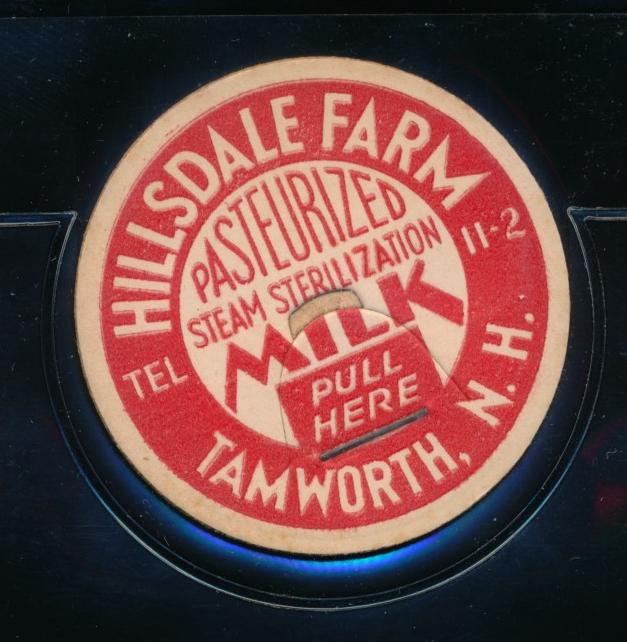 HILLSDALE FARM
PASTEURIZED
STEAM STERILIZATION
MILK
PULL
HERE
TEL 11-2
TAMWORTH, N. H.